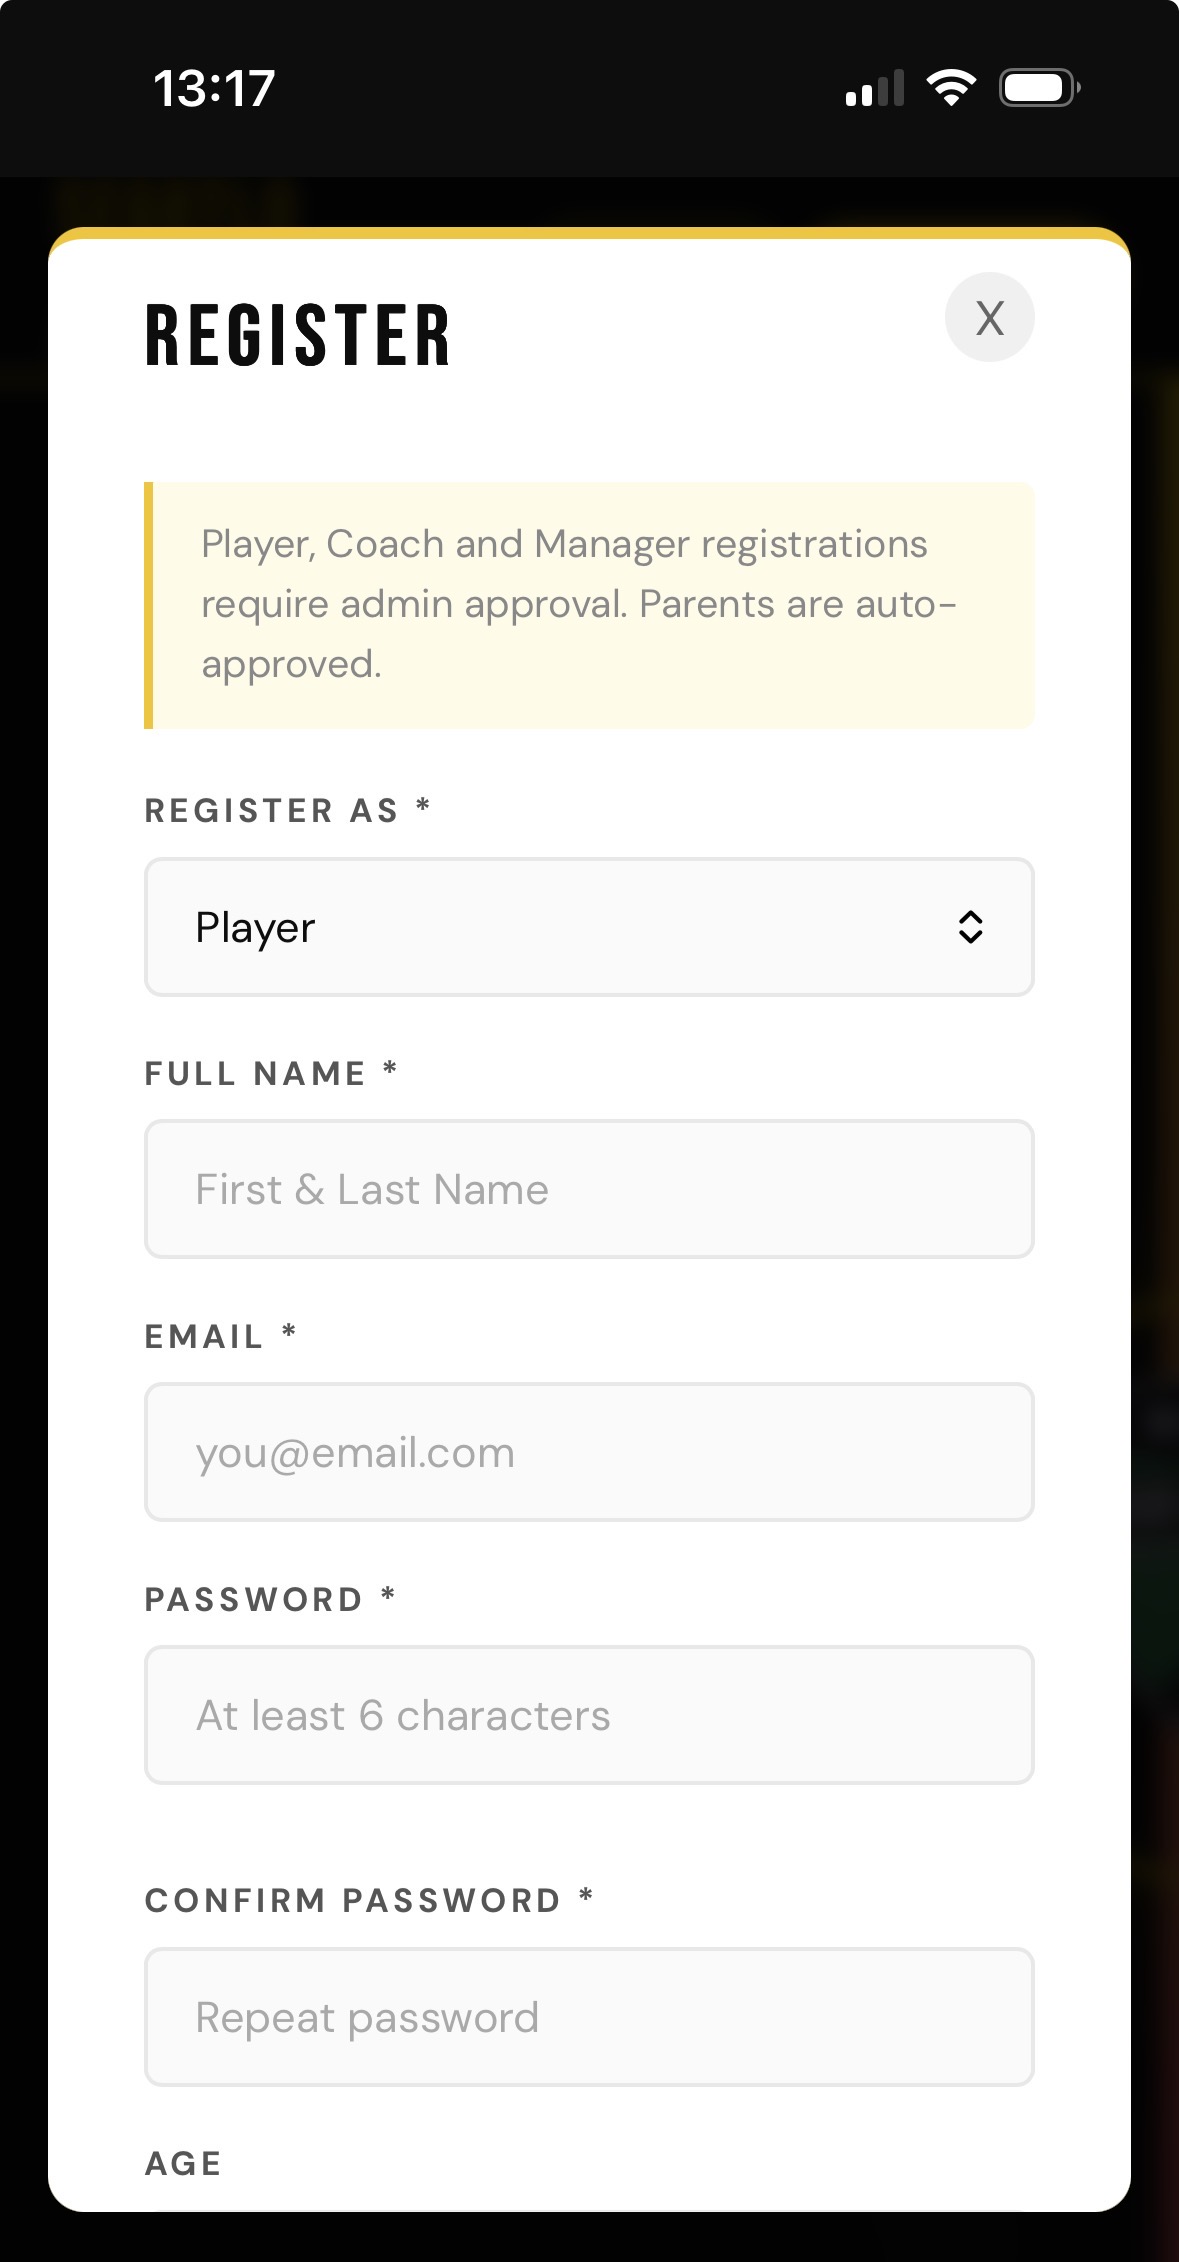 13:17
REGISTER
X
Player, Coach and Manager registrations
require admin approval. Parents are auto-
approved.
REGISTER AS *
Player
FULL NAME *
First & Last Name
EMAIL *
you@email.com
PASSWORD *
At least 6 characters
CONFIRM PASSWORD *
Repeat password
AGE